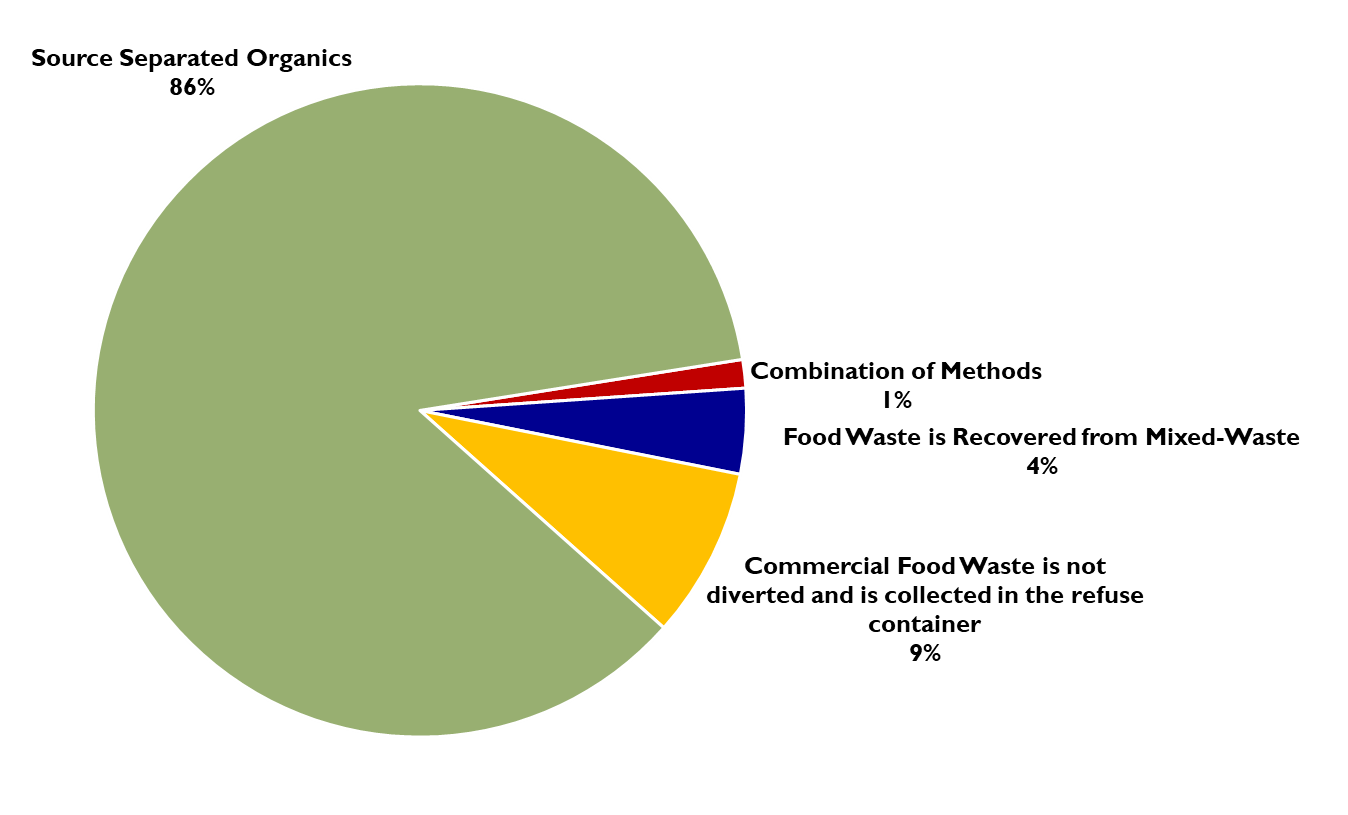 Source Separated Organics
86%
Combination of Methods
1%
Food Waste is Recovered from Mixed-Waste
4%
Commercial Food Waste is not
diverted and is collected in the refuse
container
9%